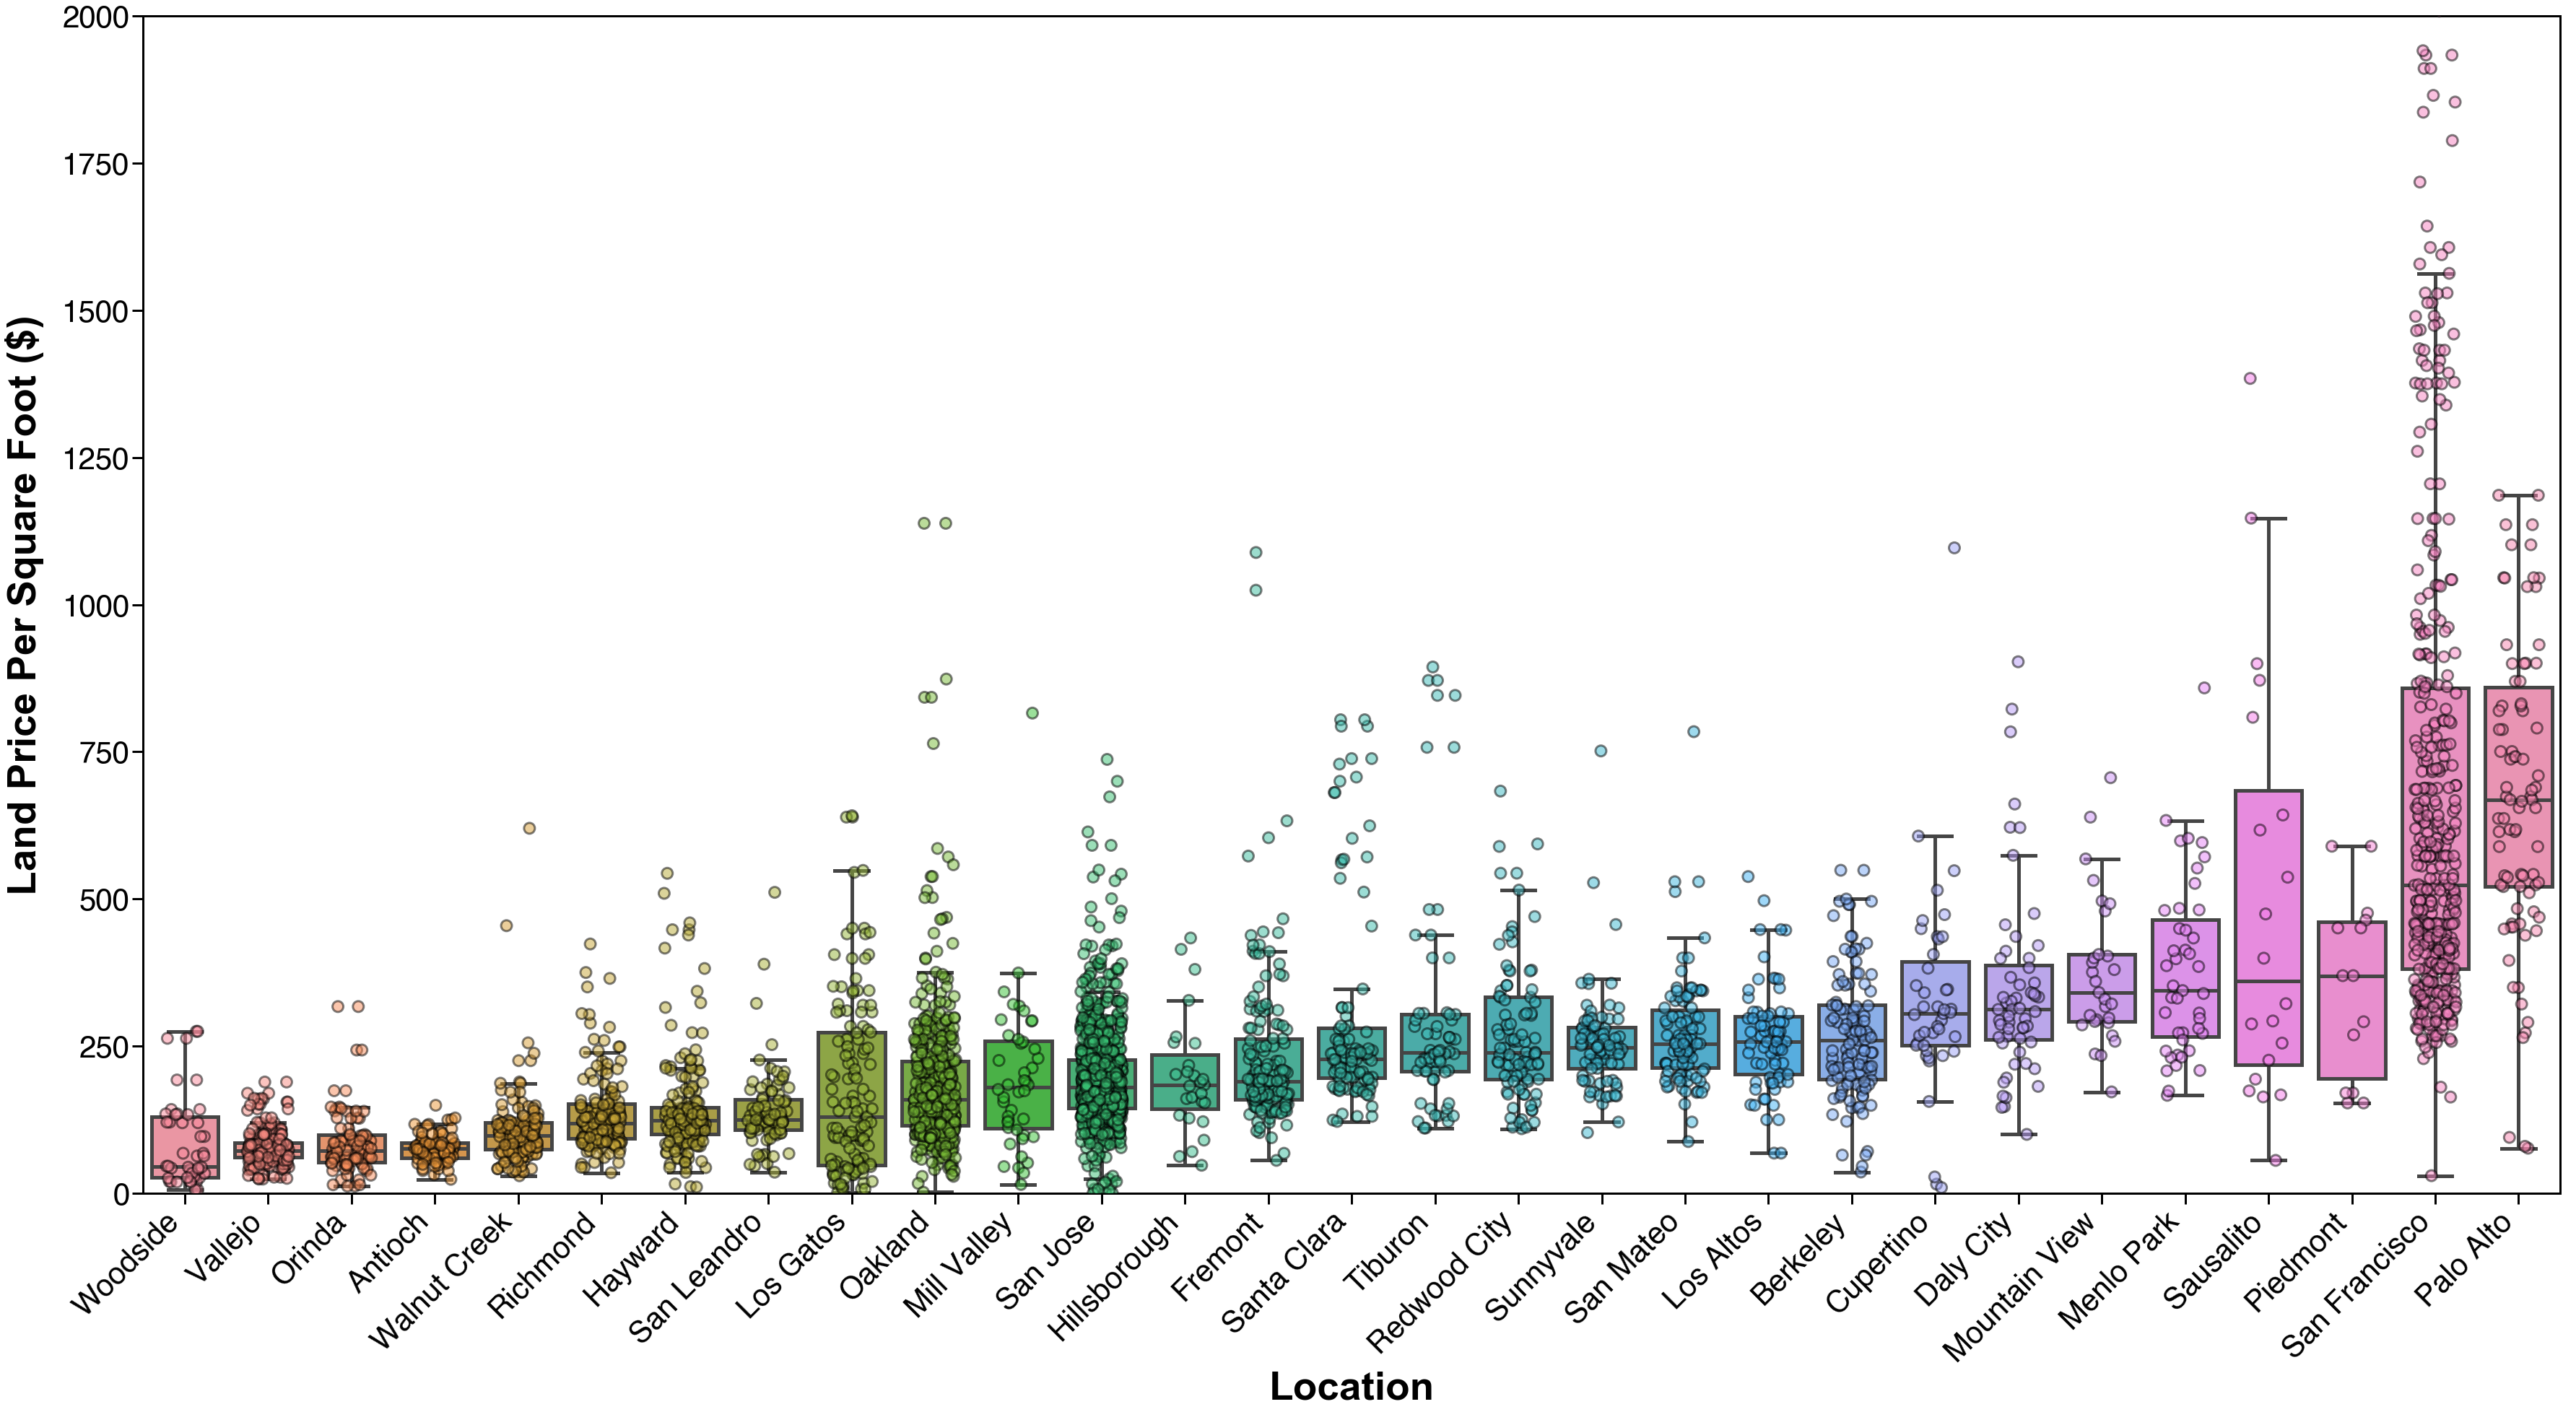 Land Price Per Square Foot ($)
2000
1750
1500
1250
1000
750
500
250
0
Woodside
Vallejo
Orinda
Antioch
Walnut Creek
Richmond
Hayward
San Leandro
Los Gatos
Oakland
Mill Valley
San Jose
Hillsborough
Fremont
Santa Clara
Tiburon
Redwood City
Sunnyvale
San Mateo
Los Altos
Berkeley
Cupertino
Daly City
Mountain View
Menlo Park
Sausalito
Piedmont
San Francisco
Palo Alto
Location